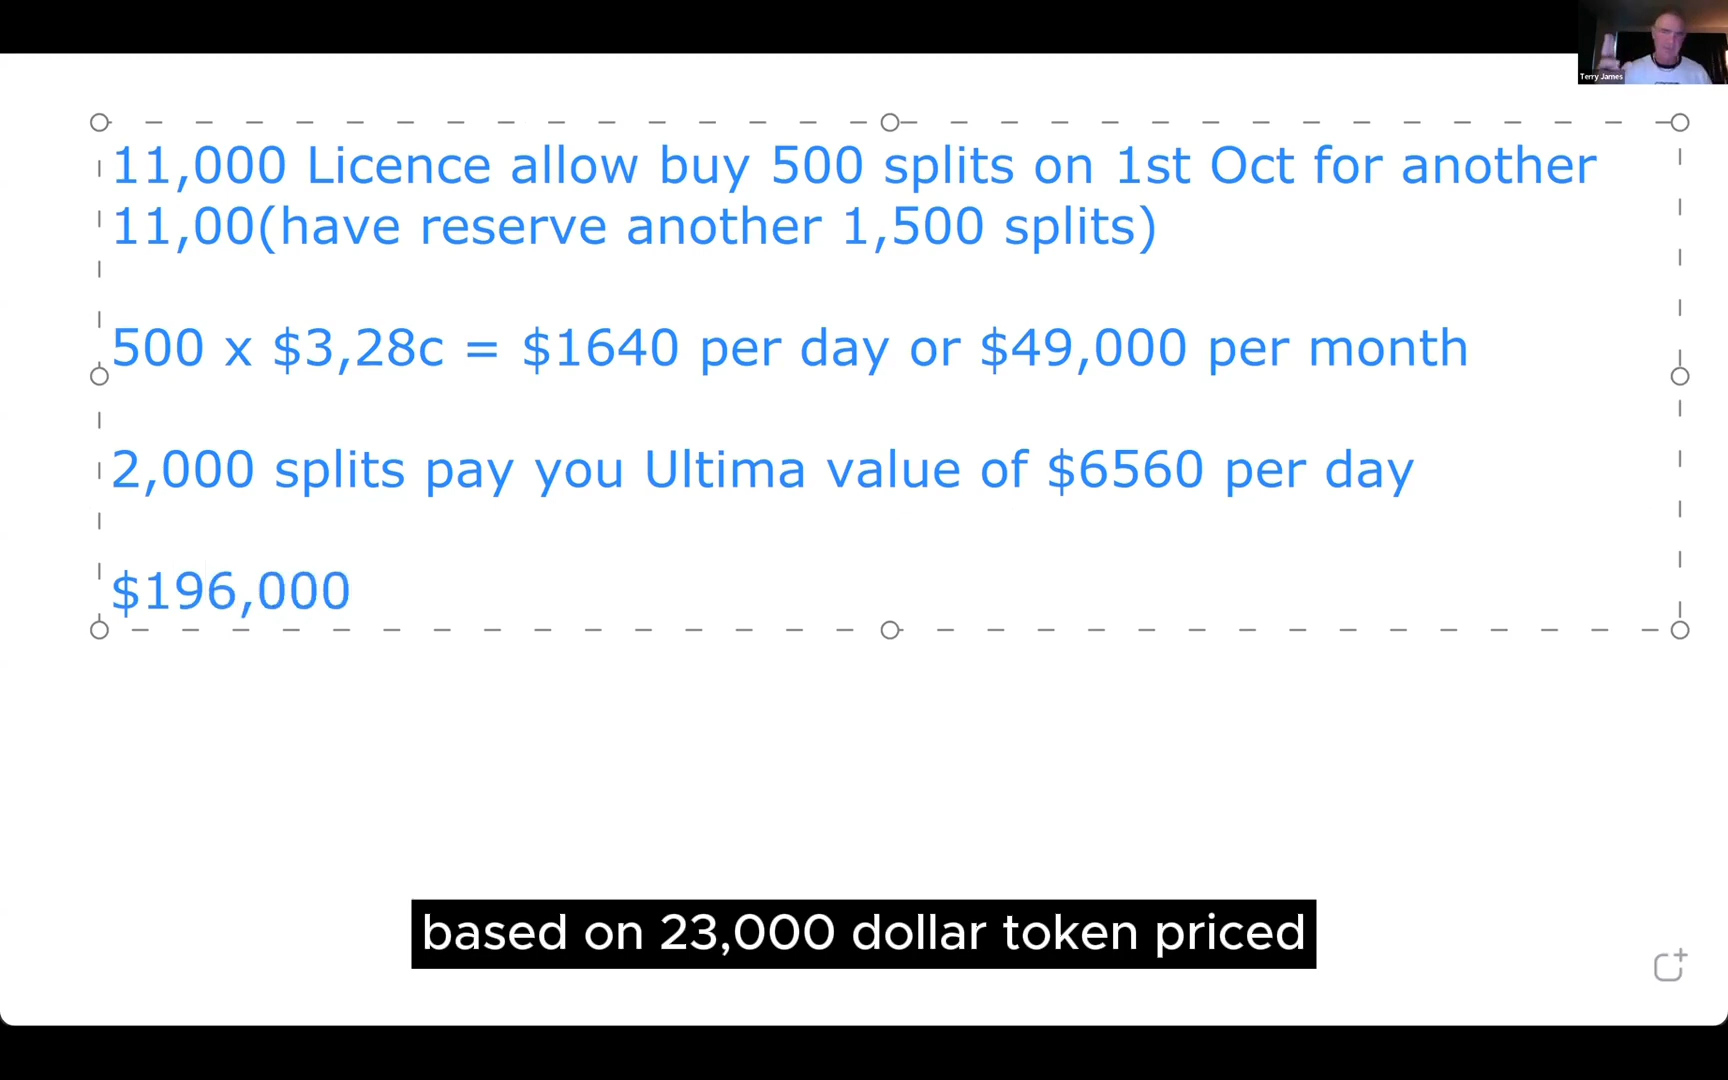 Terry James
11,000 Licence allow buy 500 splits on 1st Oct for another
11,00(have reserve another 1,500 splits)
500 x $3,28c = $1640 per day or $49,000 per month
2,000 splits pay you Ultima value of $6560 per day
$196,000
based on 23,000 dollar token priced